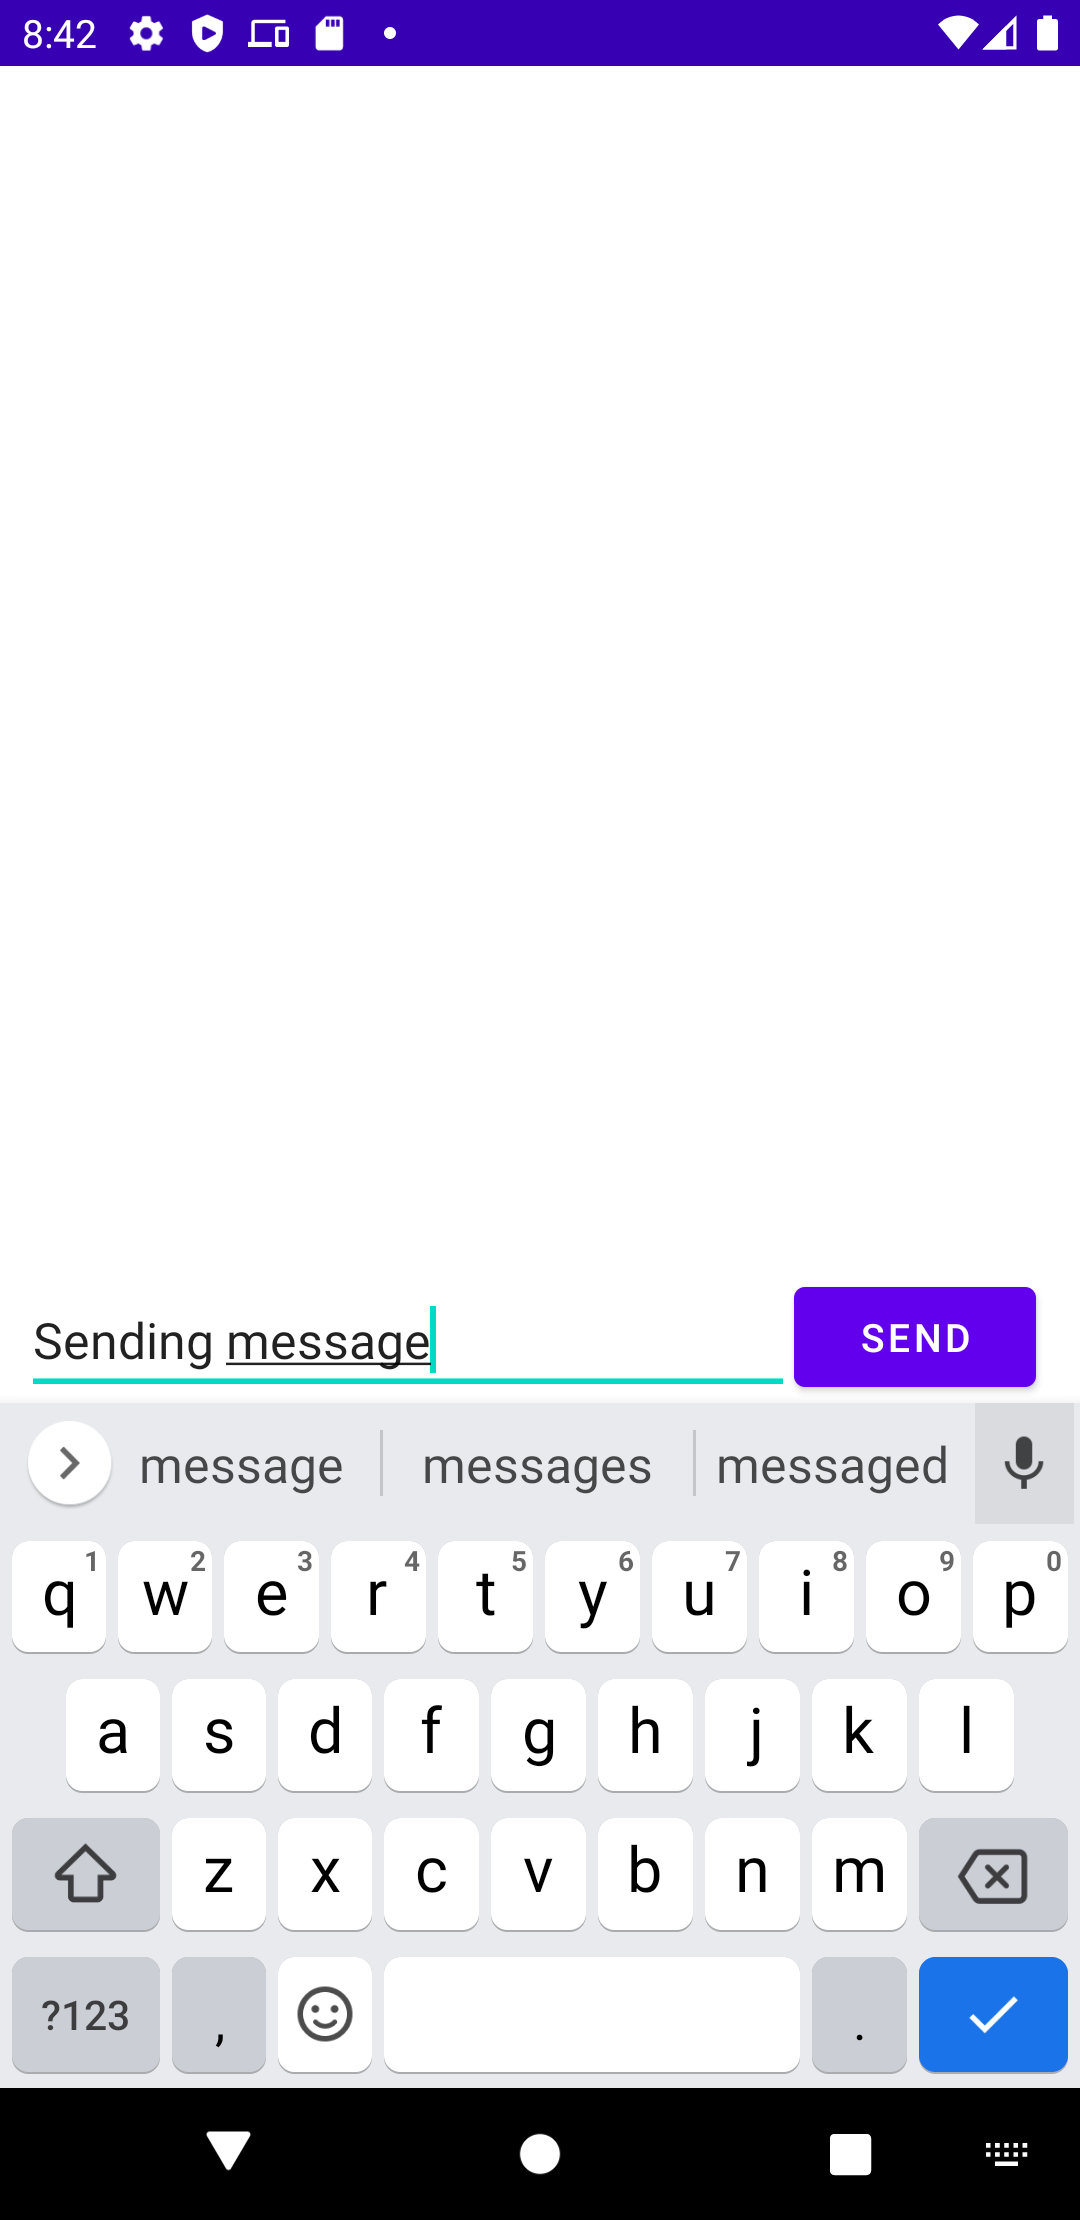 8:42
Sending message
SEND
message messages messaged
q 1 w 2 e 3 r 4 t 5 y 6 u 7 i 8 o 9 p 0
a s d f g h j k l
z x c v b n m
?123 , .